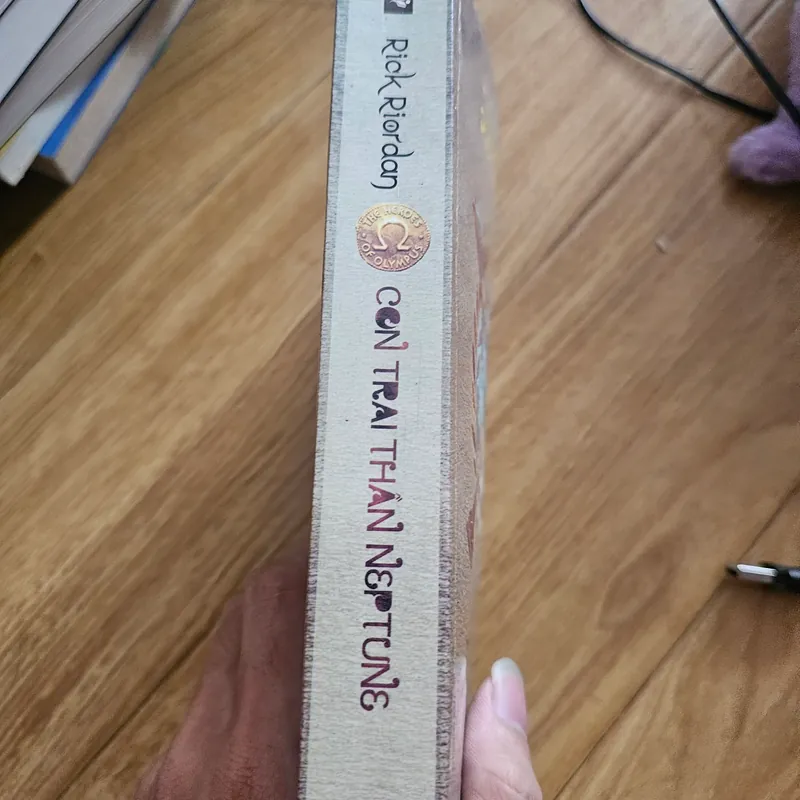 Rick Riordan
THE HEROES
OF OLYMPUS
CON TRAI THẦN NEPTUNE